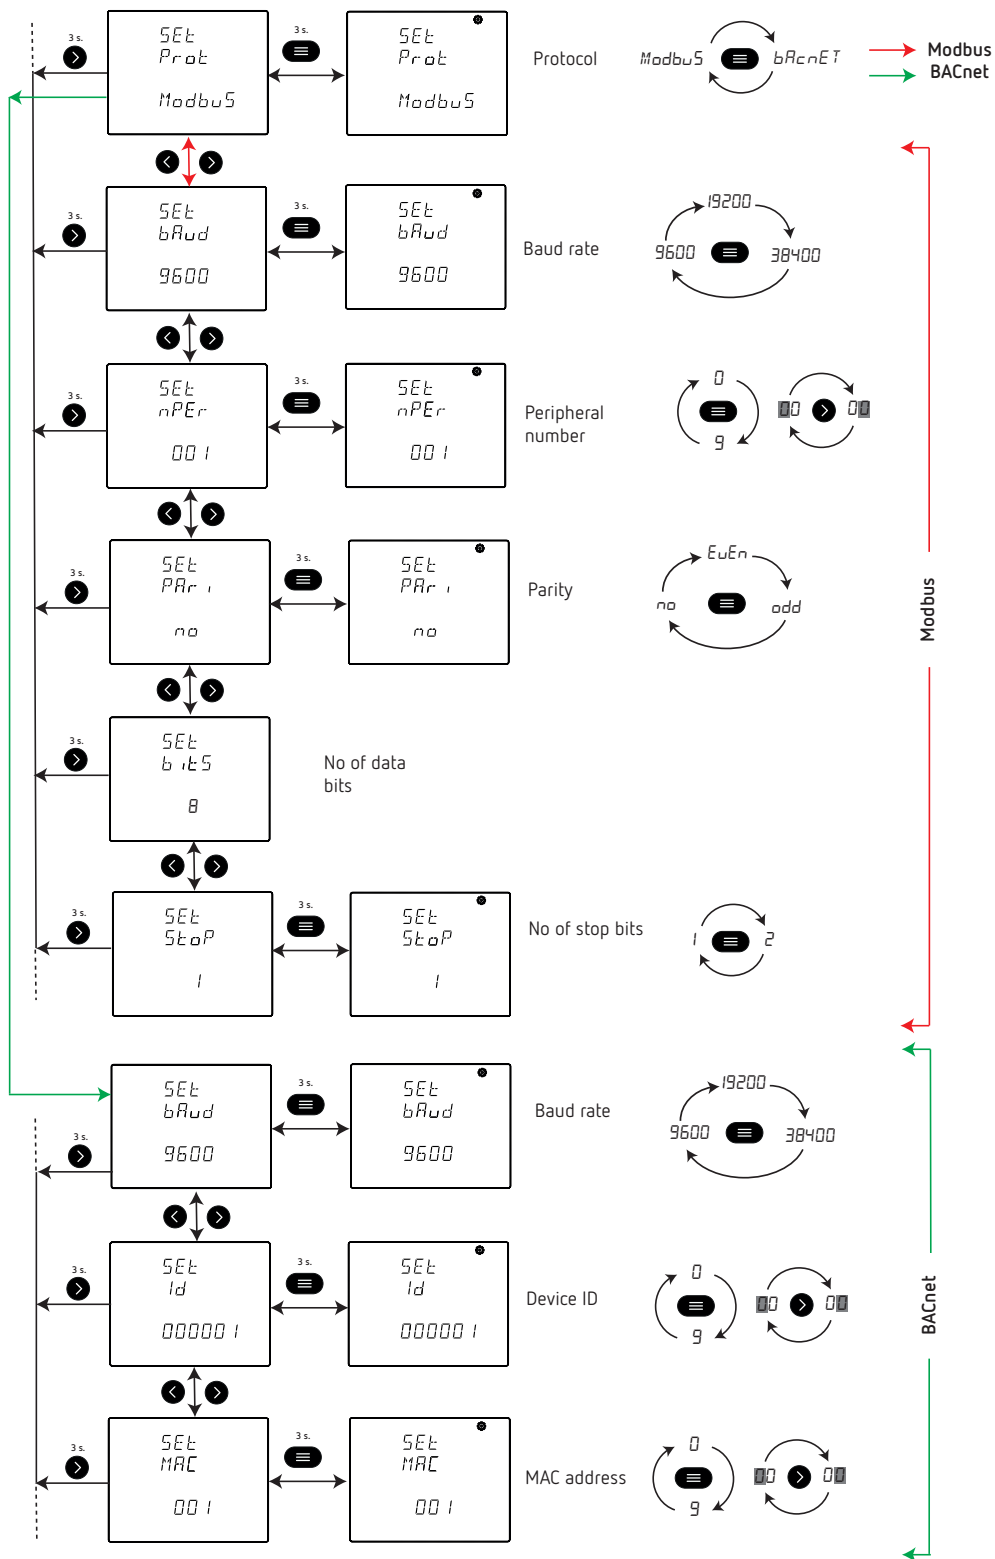 3 s.
SEt
Prot
ModbuS
3 s.
SEt
Prot
ModbuS
Protocol
ModbuS
bAcnET
Modbus
BACnet
3 s.
SEt
bAud
9600
3 s.
SEt
bAud
9600
Baud rate
19200
9600
38400
3 s.
SEt
nPEr
001
3 s.
SEt
nPEr
001
Peripheral
number
0
9
00
00
3 s.
SEt
PAri
no
3 s.
SEt
PAri
no
Parity
EvEn
no
odd
Modbus
3 s.
SEt
bitS
8
No of data
bits
3 s.
SEt
StoP
1
3 s.
SEt
StoP
1
No of stop bits
1
2
3 s.
SEt
bAud
9600
3 s.
SEt
bAud
9600
Baud rate
19200
9600
38400
3 s.
SEt
Id
000001
3 s.
SEt
Id
000001
Device ID
0
9
00
00
BACnet
3 s.
SEt
MAC
001
3 s.
SEt
MAC
001
MAC address
0
9
00
00